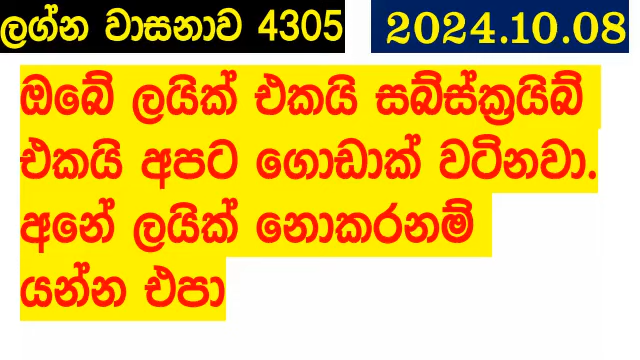 ලග්න වාසනාව 4305 2024.10.08
ඔබේ ලයික් එකයි සබ්ස්ක්‍රයිබ්
එකයි අපට ගොඩාක් වටිනවා.
අනේ ලයික් නොකරනම්
යන්න එපා